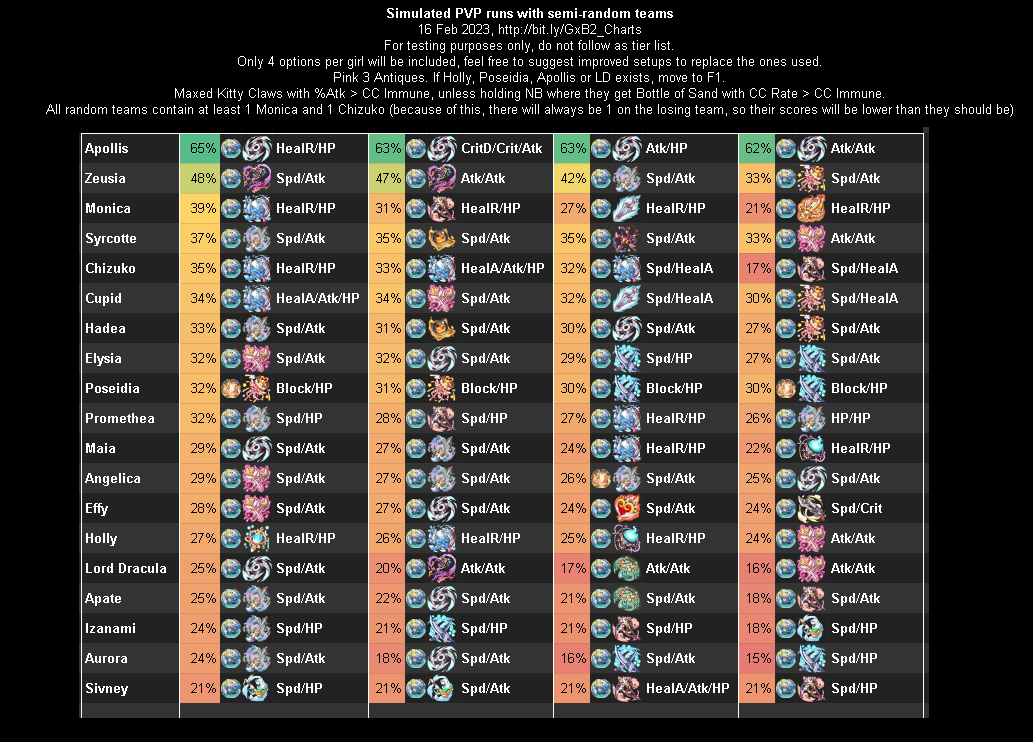 Simulated PVP runs with semi-random teams
16 Feb 2023, http://bit.ly/GxB2_Charts
For testing purposes only, do not follow as tier list.
Only 4 options per girl will be included, feel free to suggest improved setups to replace the ones used.
Pink 3 Antiques. If Holly, Poseidia, Apollis or LD exists, move to F1.
Maxed Kitty Claws with %Atk > CC Immune, unless holding NB where they get Bottle of Sand with CC Rate > CC Immune.
All random teams contain at least 1 Monica and 1 Chizuko (because of this, there will always be 1 on the losing team, so their scores will be lower than they should be)
Apollis 65% HealR/HP 63% CritD/Crit/Atk 63% Atk/HP 62% Atk/Atk
Zeusia 48% Spd/Atk 47% Atk/Atk 42% Spd/Atk 33% Spd/Atk
Monica 39% HealR/HP 31% HealR/HP 27% HealR/HP 21% HealR/HP
Syrcotte 37% Spd/Atk 35% Spd/Atk 35% Spd/Atk 33% Atk/Atk
Chizuko 35% HealR/HP 33% HealA/Atk/HP 32% Spd/HealA 17% Spd/HealA
Cupid 34% HealA/Atk/HP 34% Spd/Atk 32% Spd/HealA 30% Spd/HealA
Hadea 33% Spd/Atk 31% Spd/Atk 30% Spd/Atk 27% Spd/Atk
Elysia 32% Spd/Atk 32% Spd/Atk 29% Spd/HP 27% Spd/Atk
Poseidia 32% Block/HP 31% Block/HP 30% Block/HP 30% Block/HP
Promethea 32% Spd/HP 28% Spd/HP 27% HealR/HP 26% HP/HP
Maia 29% Spd/Atk 27% Spd/Atk 24% HealR/HP 22% HealR/HP
Angelica 29% Spd/Atk 27% Spd/Atk 26% Spd/Atk 25% Spd/Atk
Effy 28% Spd/Atk 27% Spd/Atk 24% Spd/Atk 24% Spd/Crit
Holly 27% HealR/HP 26% HealR/HP 25% HealR/HP 24% Atk/Atk
Lord Dracula 25% Spd/Atk 20% Atk/Atk 17% Atk/Atk 16% Atk/Atk
Apate 25% Spd/Atk 22% Spd/Atk 21% Spd/Atk 18% Spd/Atk
Izanami 24% Spd/HP 21% Spd/HP 21% Spd/HP 18% Spd/HP
Aurora 24% Spd/Atk 18% Spd/Atk 16% Spd/Atk 15% Spd/HP
Sivney 21% Spd/HP 21% Spd/Atk 21% HealA/Atk/HP 21% Spd/HP